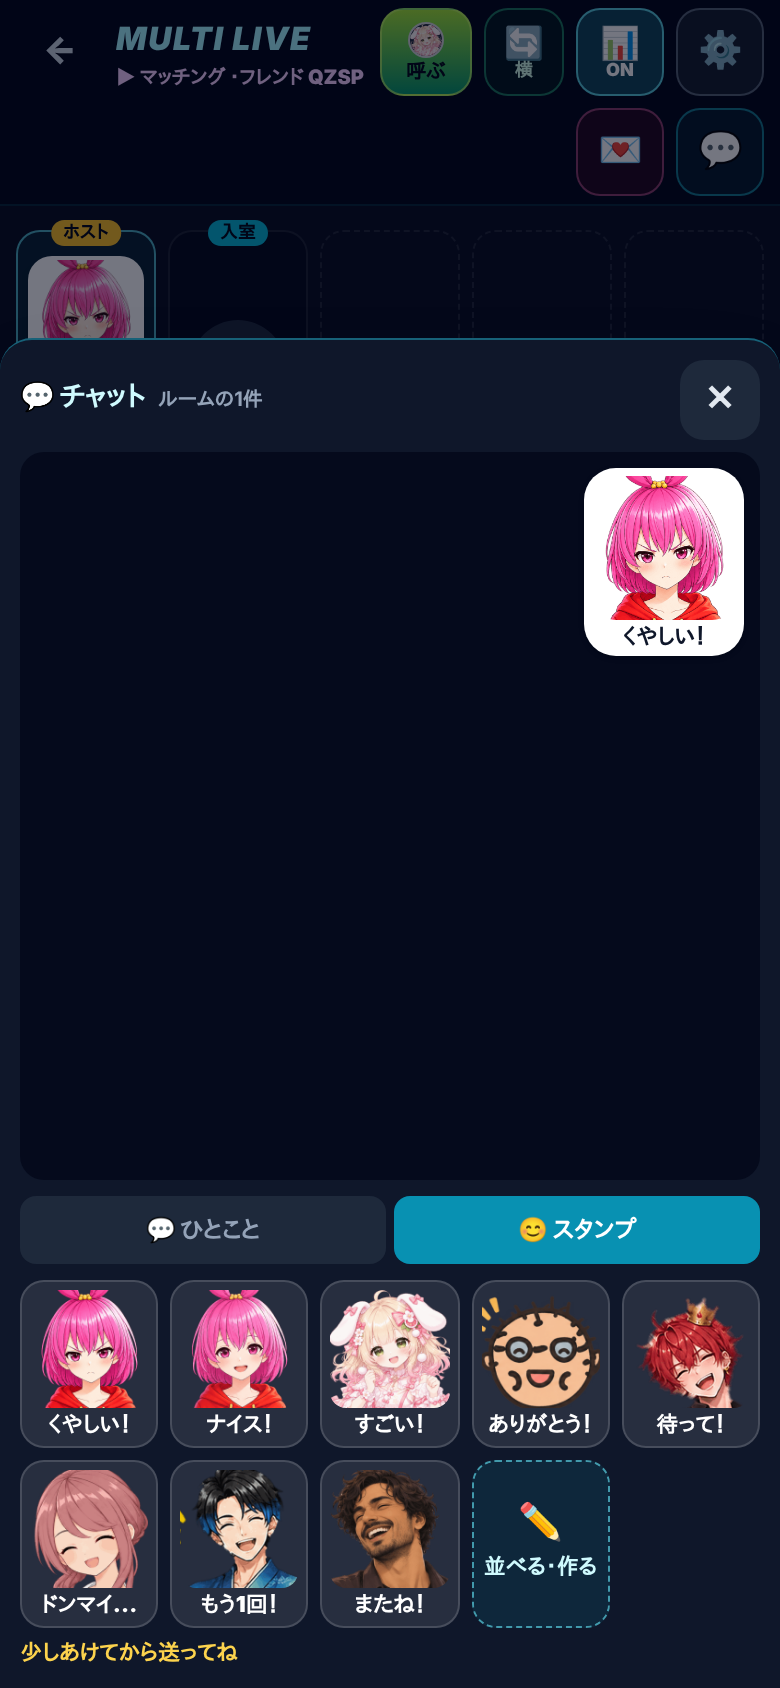 MULTI LIVE
▶ マッチング・フレンド QZSP
呼ぶ
横
ON
ホスト
入室
チャット ルームの1件
くやしい!
ひとこと
スタンプ
くやしい!
ナイス!
すごい!
ありがとう!
待って!
ドンマイ...
もう1回!
またね!
並べる・作る
少しあけてから送ってね